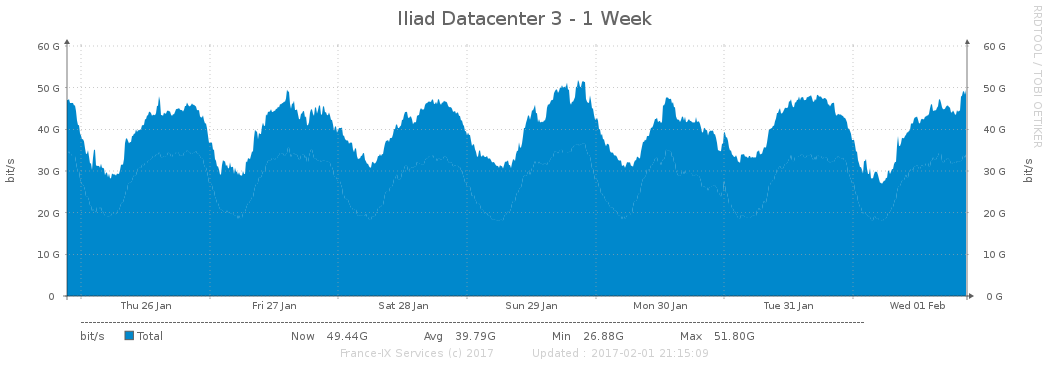 Iliad Datacenter 3 - 1 Week
RRDTOOL / TOBI OETIKER
60 G 60 G
50 G 50 G
40 G 40 G
30 G 30 G
20 G 20 G
10 G 10 G
0 0 G
bit/s
bit/s
Thu 26 Jan Fri 27 Jan Sat 28 Jan Sun 29 Jan Mon 30 Jan Tue 31 Jan Wed 01 Feb
bit/s Total Now 49.44G Avg 39.79G Min 26.88G Max 51.80G
France-IX Services (c) 2017 Updated : 2017-02-01 21:15:09